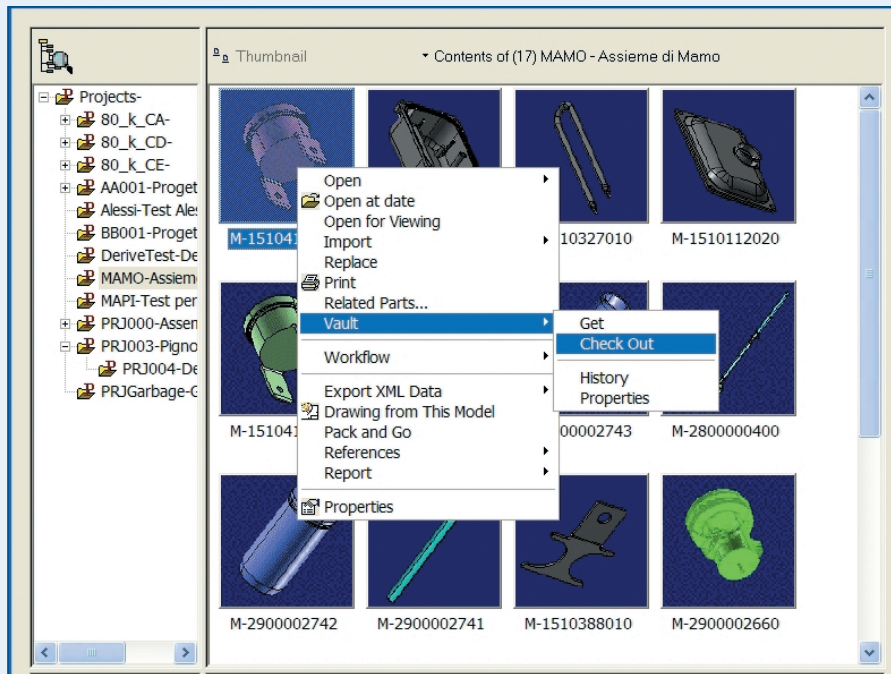 Thumbnail
Contents of (17) MAMO - Assieme di Mamo
Projects-
80_k_CA-
80_k_CD-
80_k_CE-
AA001-Proget
Alessi-Test Ales
BB001-Proget
DeriveTest-De
MAMO-Assiem
MAPI-Test per
PRJ000-Assen
PRJ003-Pigno
PRJ004-De
PRJGarbage-G
M-15104
10327010
M-1510112020
Open
Open at date
Open for Viewing
Import
Replace
Print
Related Parts...
Vault
Workflow
Export XML Data
Drawing from This Model
Pack and Go
References
Report
Properties
Get
Check Out
History
Properties
M-15104
00002743
M-2800000400
M-2900002742
M-2900002741
M-1510388010
M-2900002660